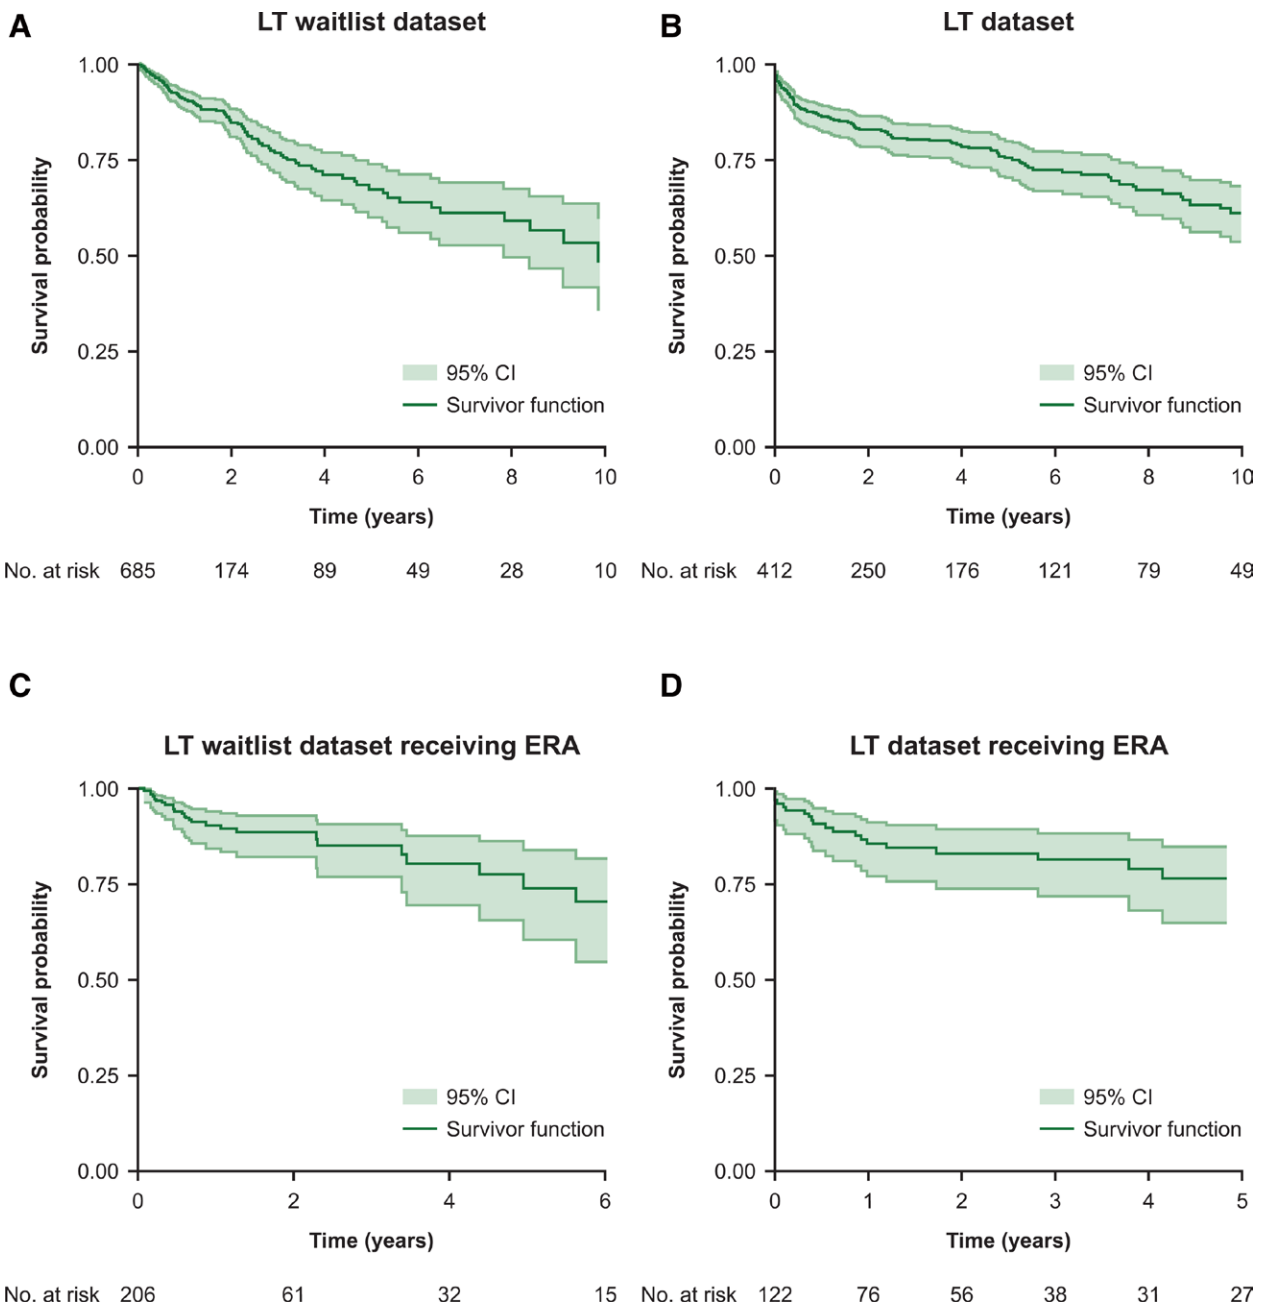 A
LT waitlist dataset
1.00
0.75
0.50
0.25
0.00
Survival probability
95% CI
Survivor function
0 2 4 6 8 10
Time (years)
No. at risk 685 174 89 49 28 10
B
LT dataset
1.00
0.75
0.50
0.25
0.00
Survival probability
95% CI
Survivor function
0 2 4 6 8 10
Time (years)
No. at risk 412 250 176 121 79 49
C
LT waitlist dataset receiving ERA
1.00
0.75
0.50
0.25
0.00
Survival probability
95% CI
Survivor function
0 2 4 6
Time (years)
No. at risk 206 61 32 15
D
LT dataset receiving ERA
1.00
0.75
0.50
0.25
0.00
Survival probability
95% CI
Survivor function
0 1 2 3 4 5
Time (years)
No. at risk 122 76 56 38 31 27